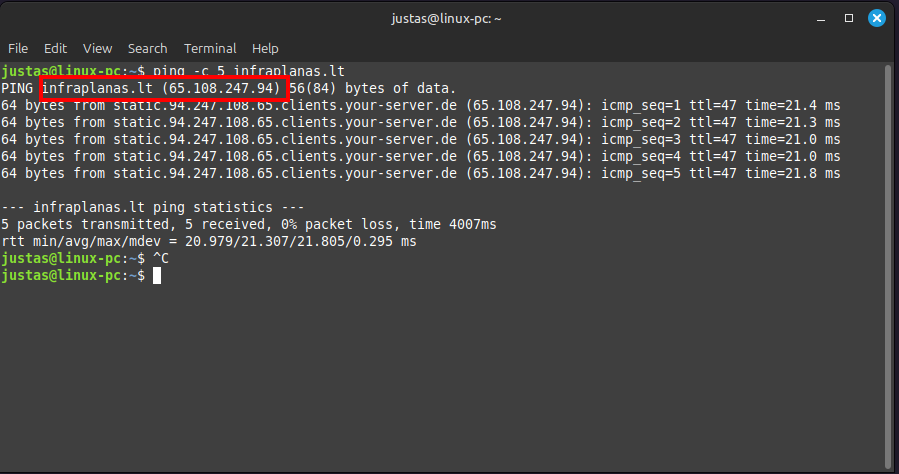 justas@linux-pc: ~
File Edit View Search Terminal Help
justas@linux-pc:~$ ping -c 5 infraplanas.lt
PING infraplanas.lt (65.108.247.94) 56(84) bytes of data.
64 bytes from static.94.247.108.65.clients.your-server.de (65.108.247.94): icmp_seq=1 ttl=47 time=21.4 ms
64 bytes from static.94.247.108.65.clients.your-server.de (65.108.247.94): icmp_seq=2 ttl=47 time=21.3 ms
64 bytes from static.94.247.108.65.clients.your-server.de (65.108.247.94): icmp_seq=3 ttl=47 time=21.0 ms
64 bytes from static.94.247.108.65.clients.your-server.de (65.108.247.94): icmp_seq=4 ttl=47 time=21.0 ms
64 bytes from static.94.247.108.65.clients.your-server.de (65.108.247.94): icmp_seq=5 ttl=47 time=21.8 ms
--- infraplanas.lt ping statistics ---
5 packets transmitted, 5 received, 0% packet loss, time 4007ms
rtt min/avg/max/mdev = 20.979/21.307/21.805/0.295 ms
justas@linux-pc:~$ ^C
justas@linux-pc:~$